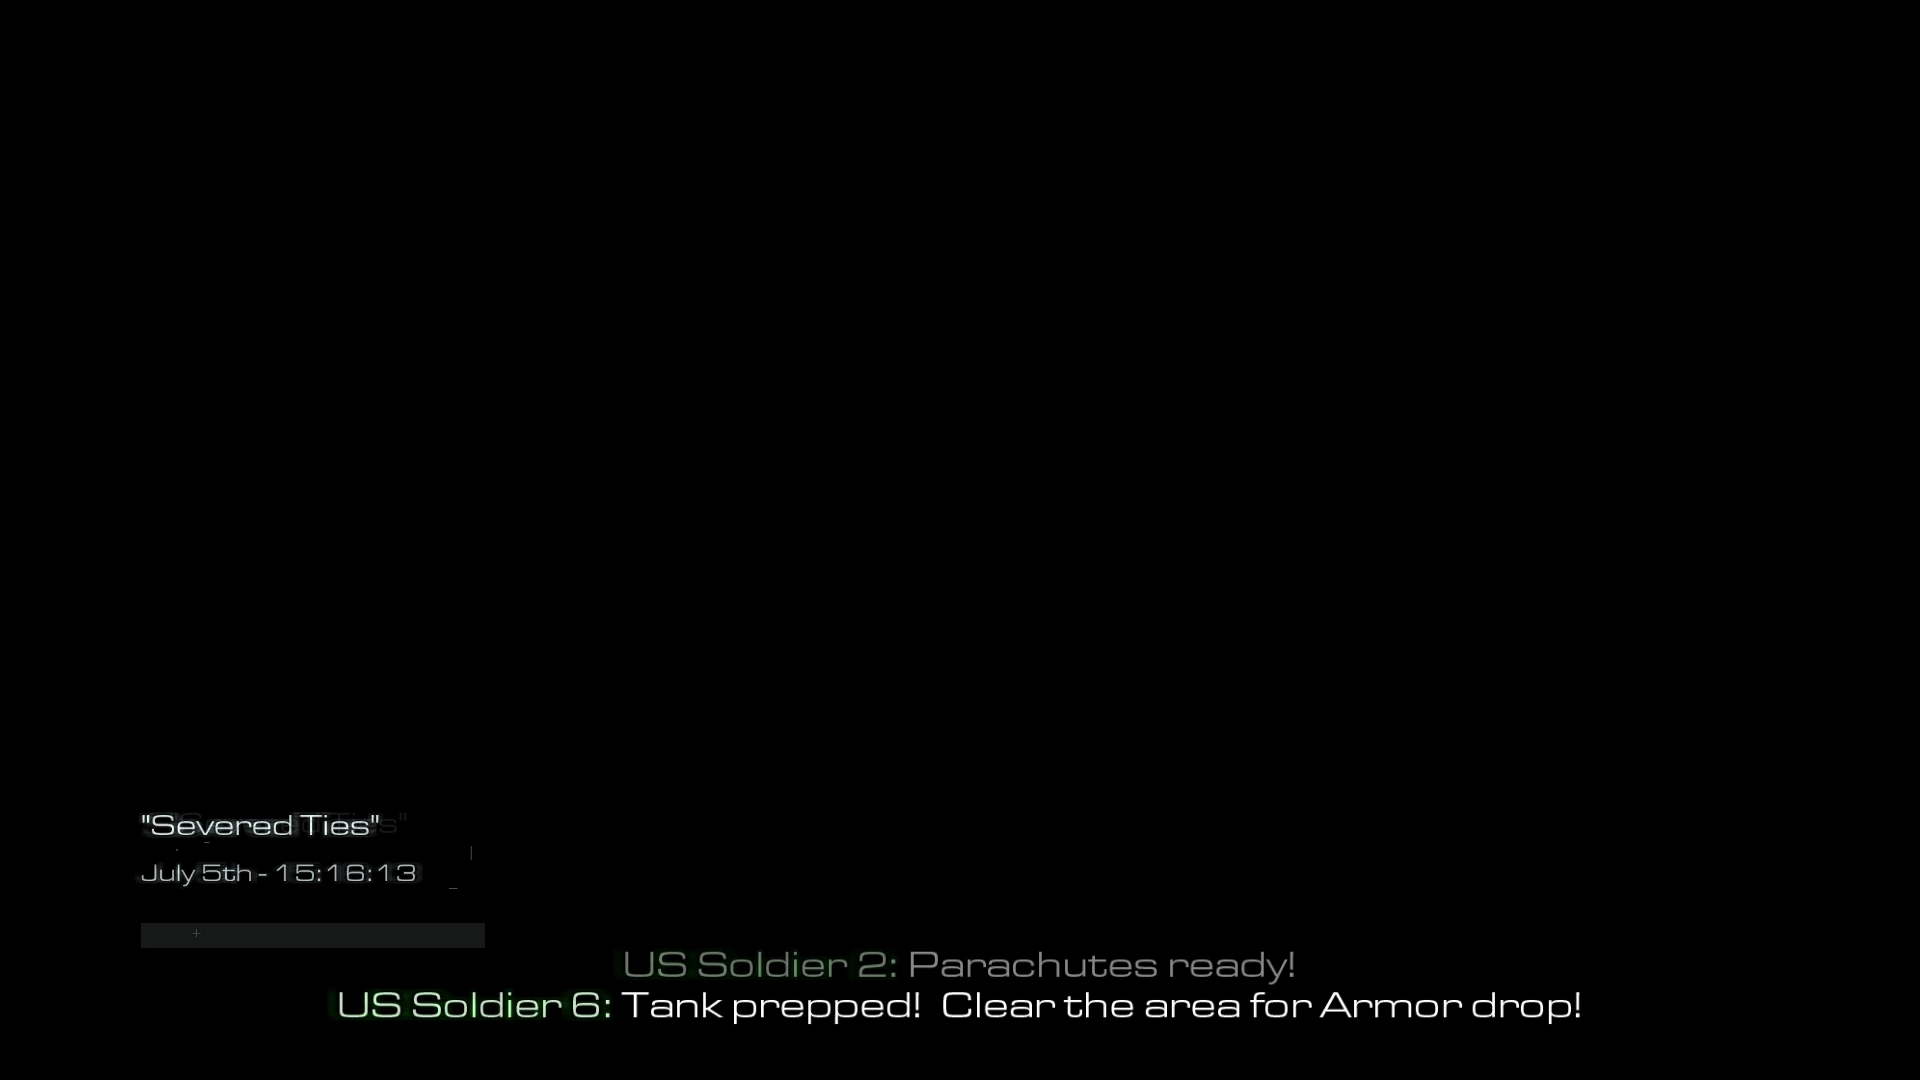 "Severed Ties"
July 5th - 15:16:13
US Soldier 2: Parachutes ready!
US Soldier 6: Tank prepped!  Clear the area for Armor drop!